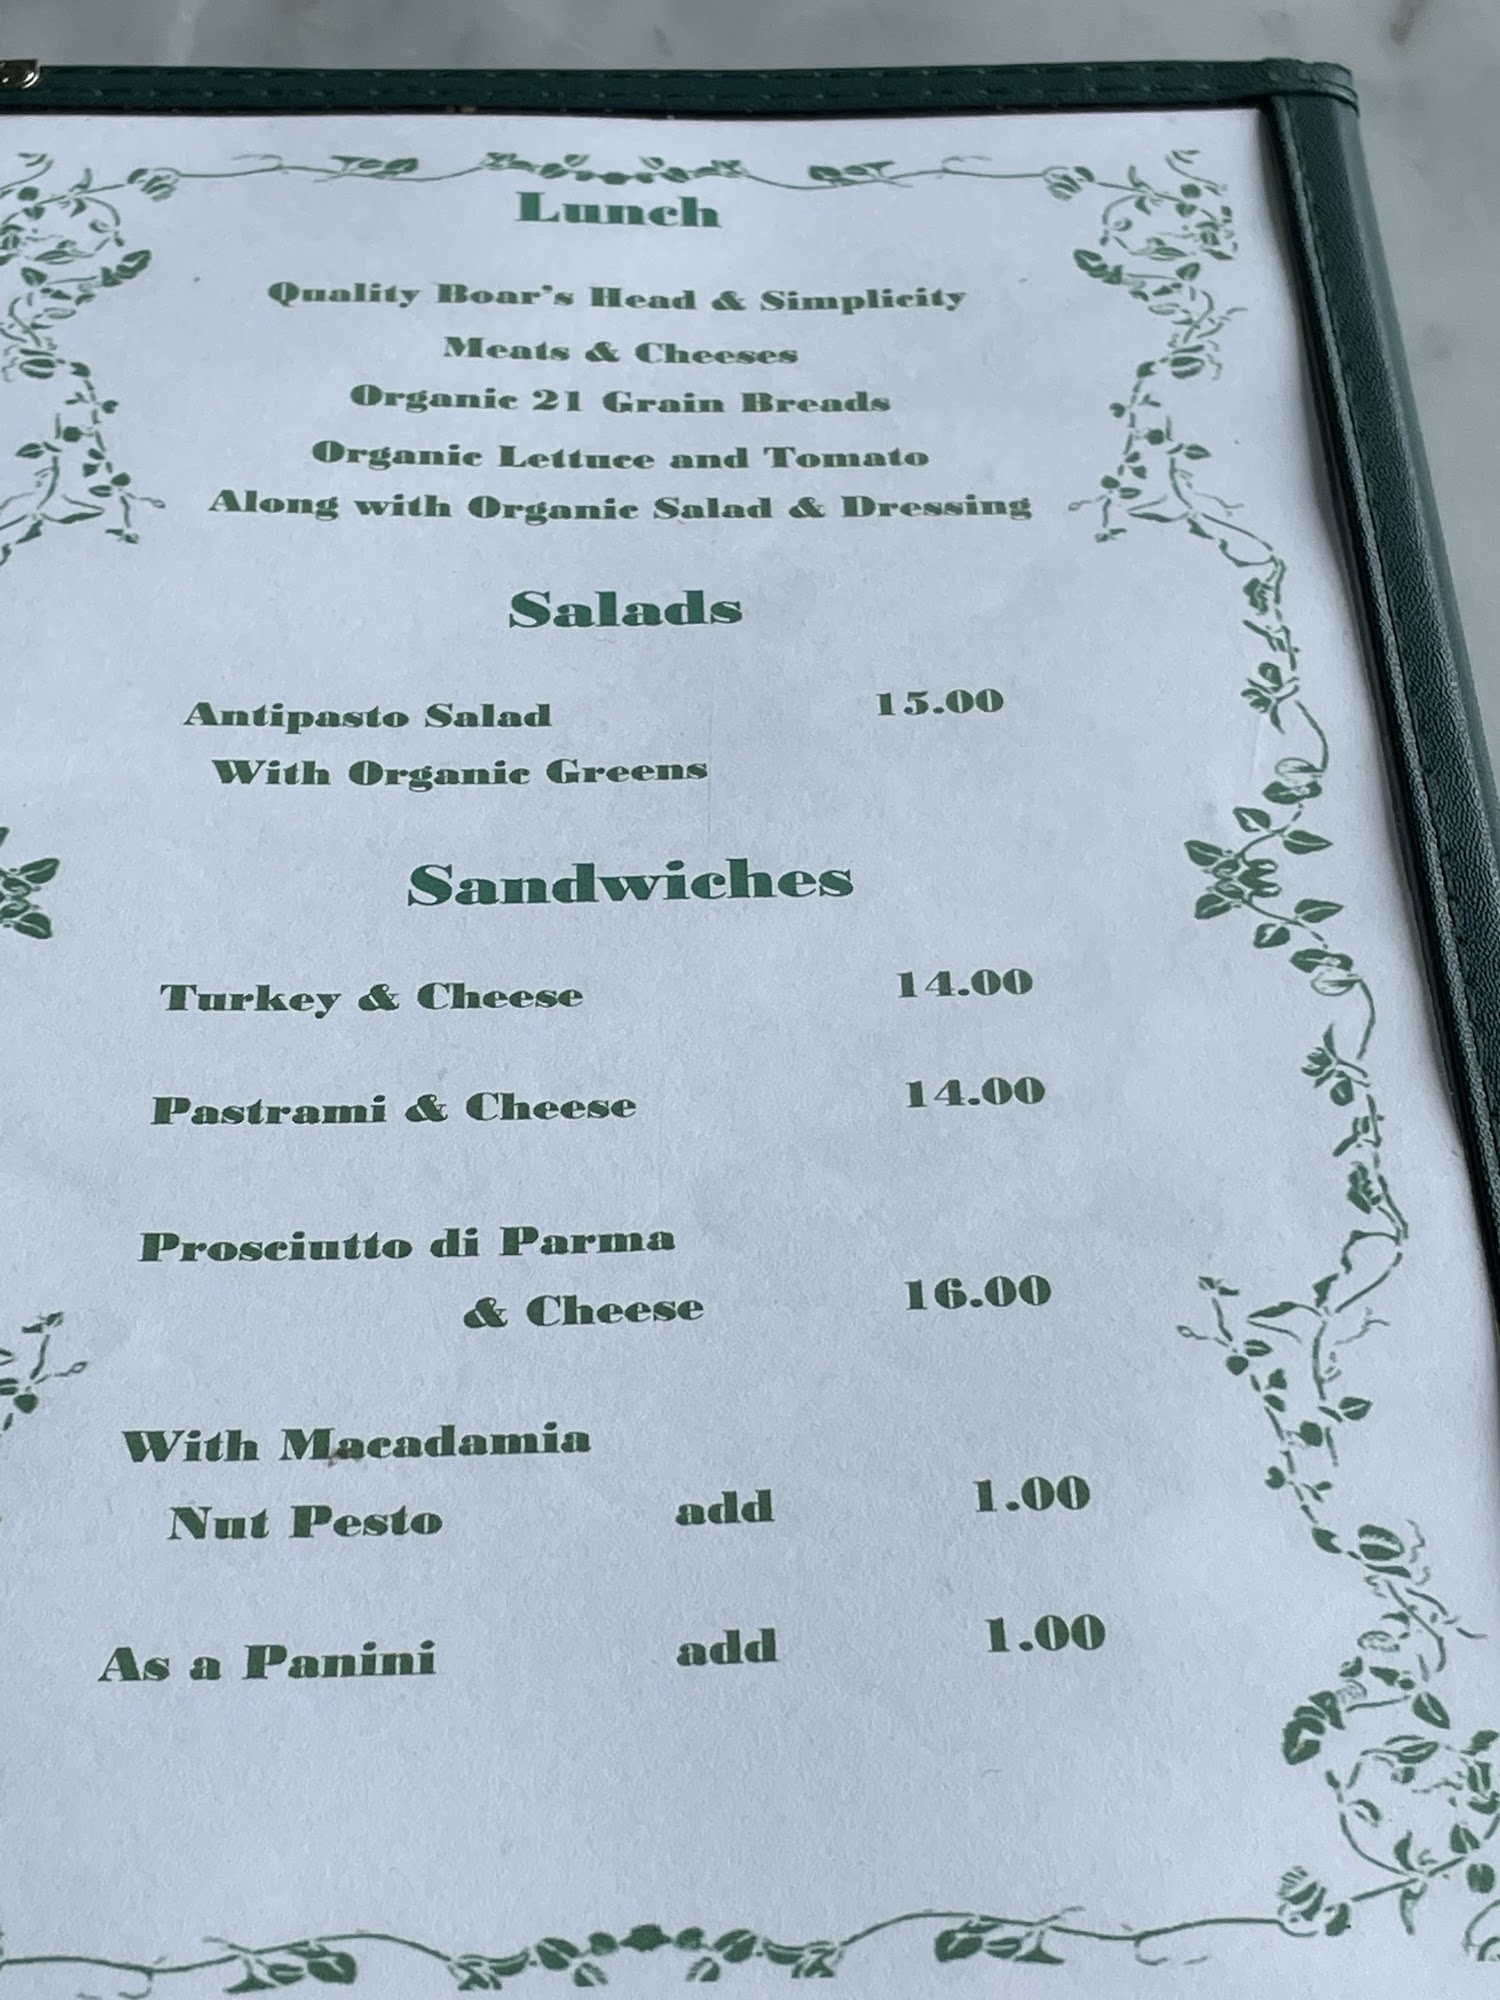 Lunch
Quality Boar's Head & Simplicity
Meats & Cheeses
Organic 21 Grain Breads
Organic Lettuce and Tomato
Along with Organic Salad & Dressing
Salads
Antipasto Salad 15.00
With Organic Greens
Sandwiches
Turkey & Cheese 14.00
Pastrami & Cheese 14.00
Prosciutto di Parma
& Cheese 16.00
With Macadamia
Nut Pesto add 1.00
As a Panini add 1.00